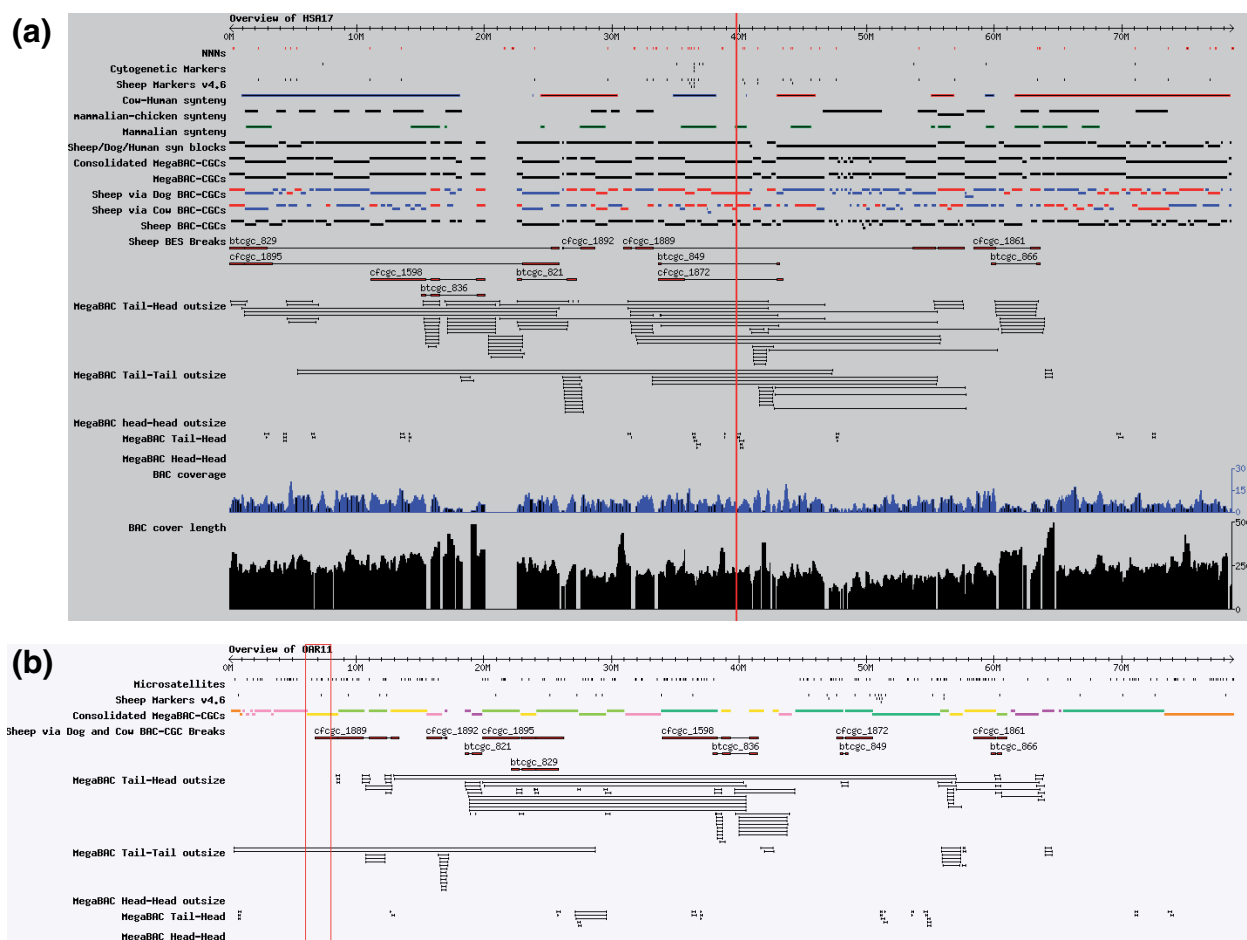 (a)
Overview of HSA17
0M 10M 20M 30M 40M 50M 60M 70M
NNNs
Cytogenetic Markers
Sheep Markers v4.6
Cow-Human synteny
mammalian-chicken synteny
Mammalian synteny
Sheep/Dog/Human syn blocks
Consolidated MegaBAC-CGCs
MegaBAC-CGCs
Sheep via Dog BAC-CGCs
Sheep via Cow BAC-CGCs
Sheep BAC-CGCs
Sheep BES Breaks
btcgc_829 cfcgc_1892 cfcgc_1889 cfcgc_1861
cfcgc_1895 btcgc_849 btcgc_866
cfcgc_1598 btcgc_821 cfcgc_1872
btcgc_836
MegaBAC Tail-Head outsize
MegaBAC Tail-Tail outsize
MegaBAC head-head outsize
MegaBAC Tail-Head
MegaBAC Head-Head
BAC coverage
30
15
0
BAC cover length
500
250
0
(b)
Overview of OAR11
0M 10M 20M 30M 40M 50M 60M 70M
Microsatellites
Sheep Markers v4.6
Consolidated MegaBAC-CGCs
Sheep via Dog and Cow BAC-CGC Breaks
cfcgc_1889 cfcgc_1892 cfcgc_1895 cfcgc_1598 cfcgc_1872 cfcgc_1861
btcgc_821 btcgc_836 btcgc_849 btcgc_866
btcgc_829
MegaBAC Tail-Head outsize
MegaBAC Tail-Tail outsize
MegaBAC Head-Head outsize
MegaBAC Tail-Head
MegaBAC Head-Head